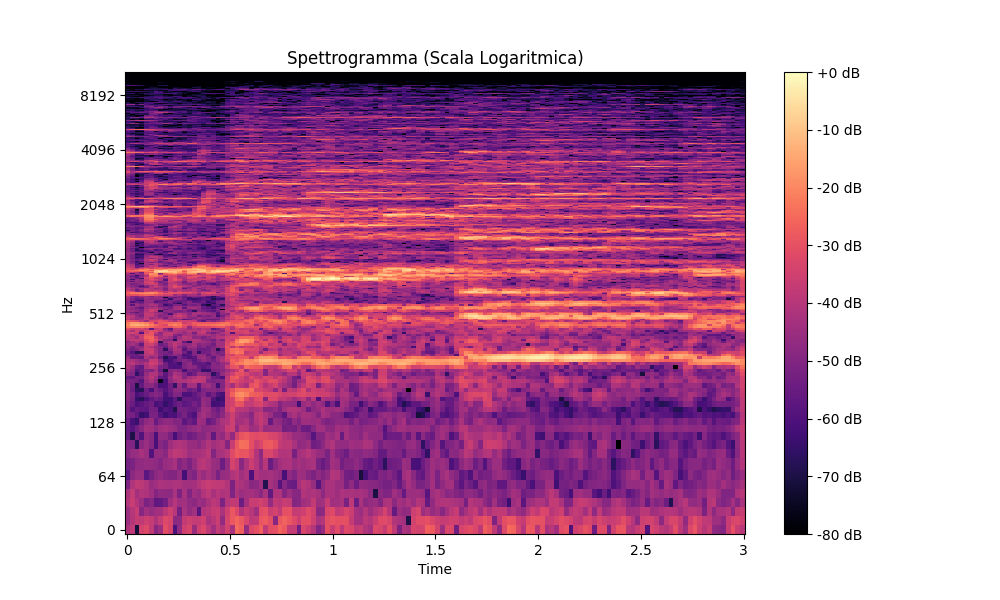 Spettrogramma (Scala Logaritmica)
Hz
8192
4096
2048
1024
512
256
128
64
0
0
0.5
1
1.5
2
2.5
3
Time
+0 dB
-10 dB
-20 dB
-30 dB
-40 dB
-50 dB
-60 dB
-70 dB
-80 dB